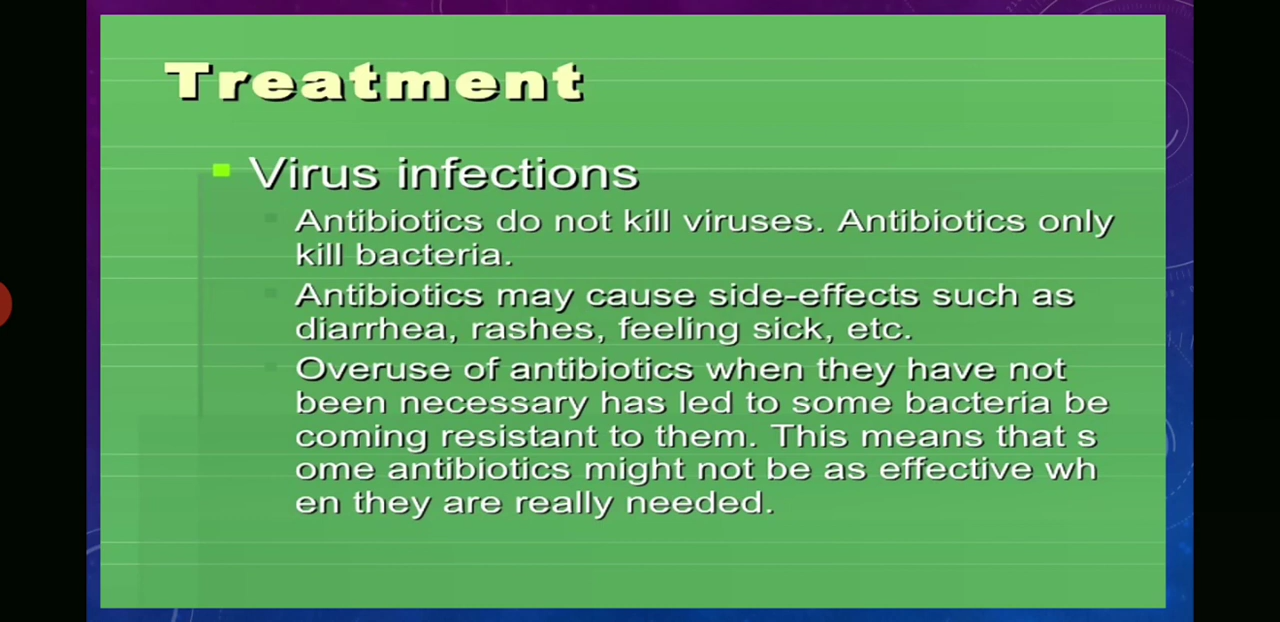 Treatment
Virus infections
Antibiotics do not kill viruses. Antibiotics only
kill bacteria.
Antibiotics may cause side-effects such as
diarrhea, rashes, feeling sick, etc.
Overuse of antibiotics when they have not
been necessary has led to some bacteria be
coming resistant to them. This means that s
ome antibiotics might not be as effective wh
en they are really needed.